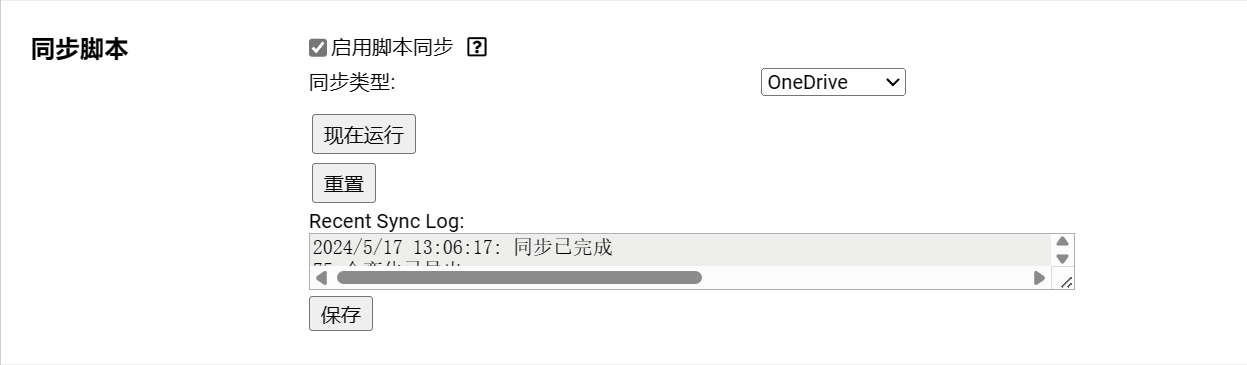 同步脚本
启用脚本同步
同步类型:
OneDrive
现在运行
重置
Recent Sync Log:
2024/5/17 13:06:17: 同步已完成
保存